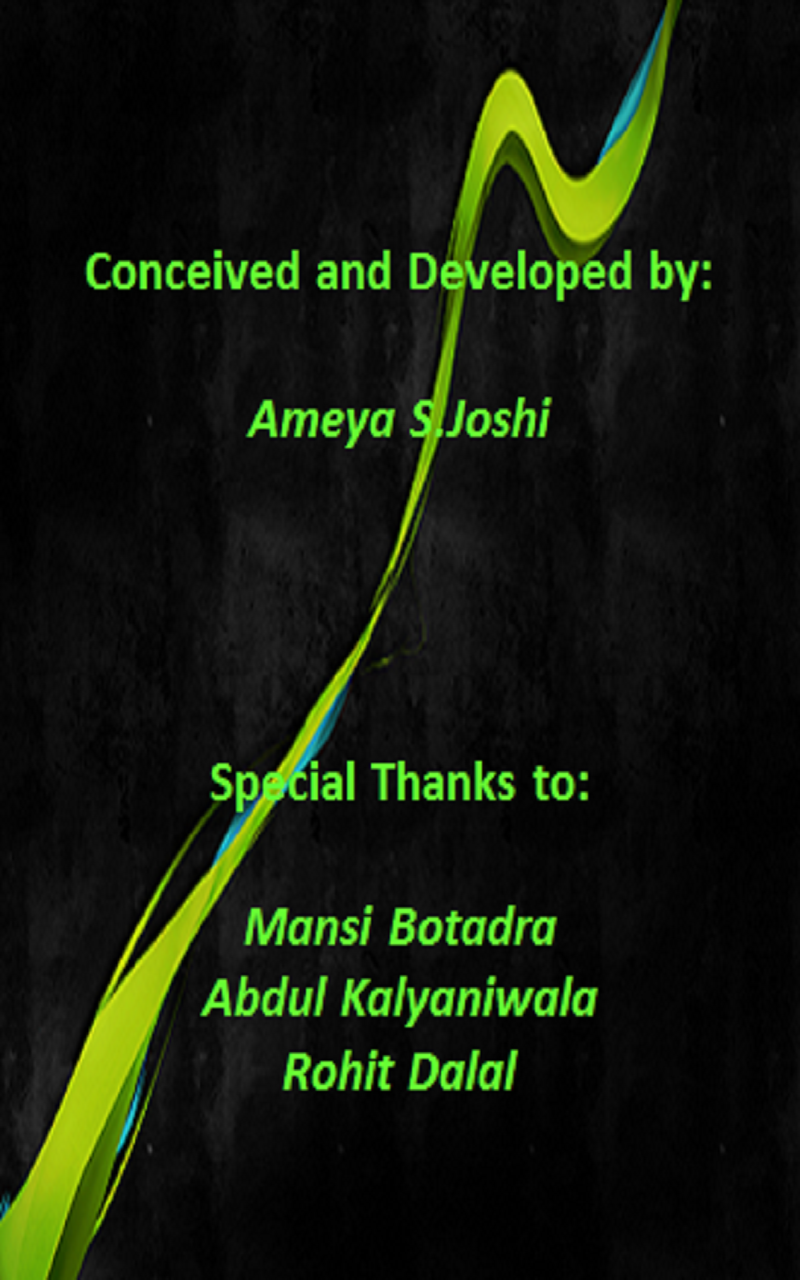 Conceived and Developed by:
Ameya S.Joshi
Special Thanks to:
Mansi Botadra
Abdul Kalyaniwala
Rohit Dalal